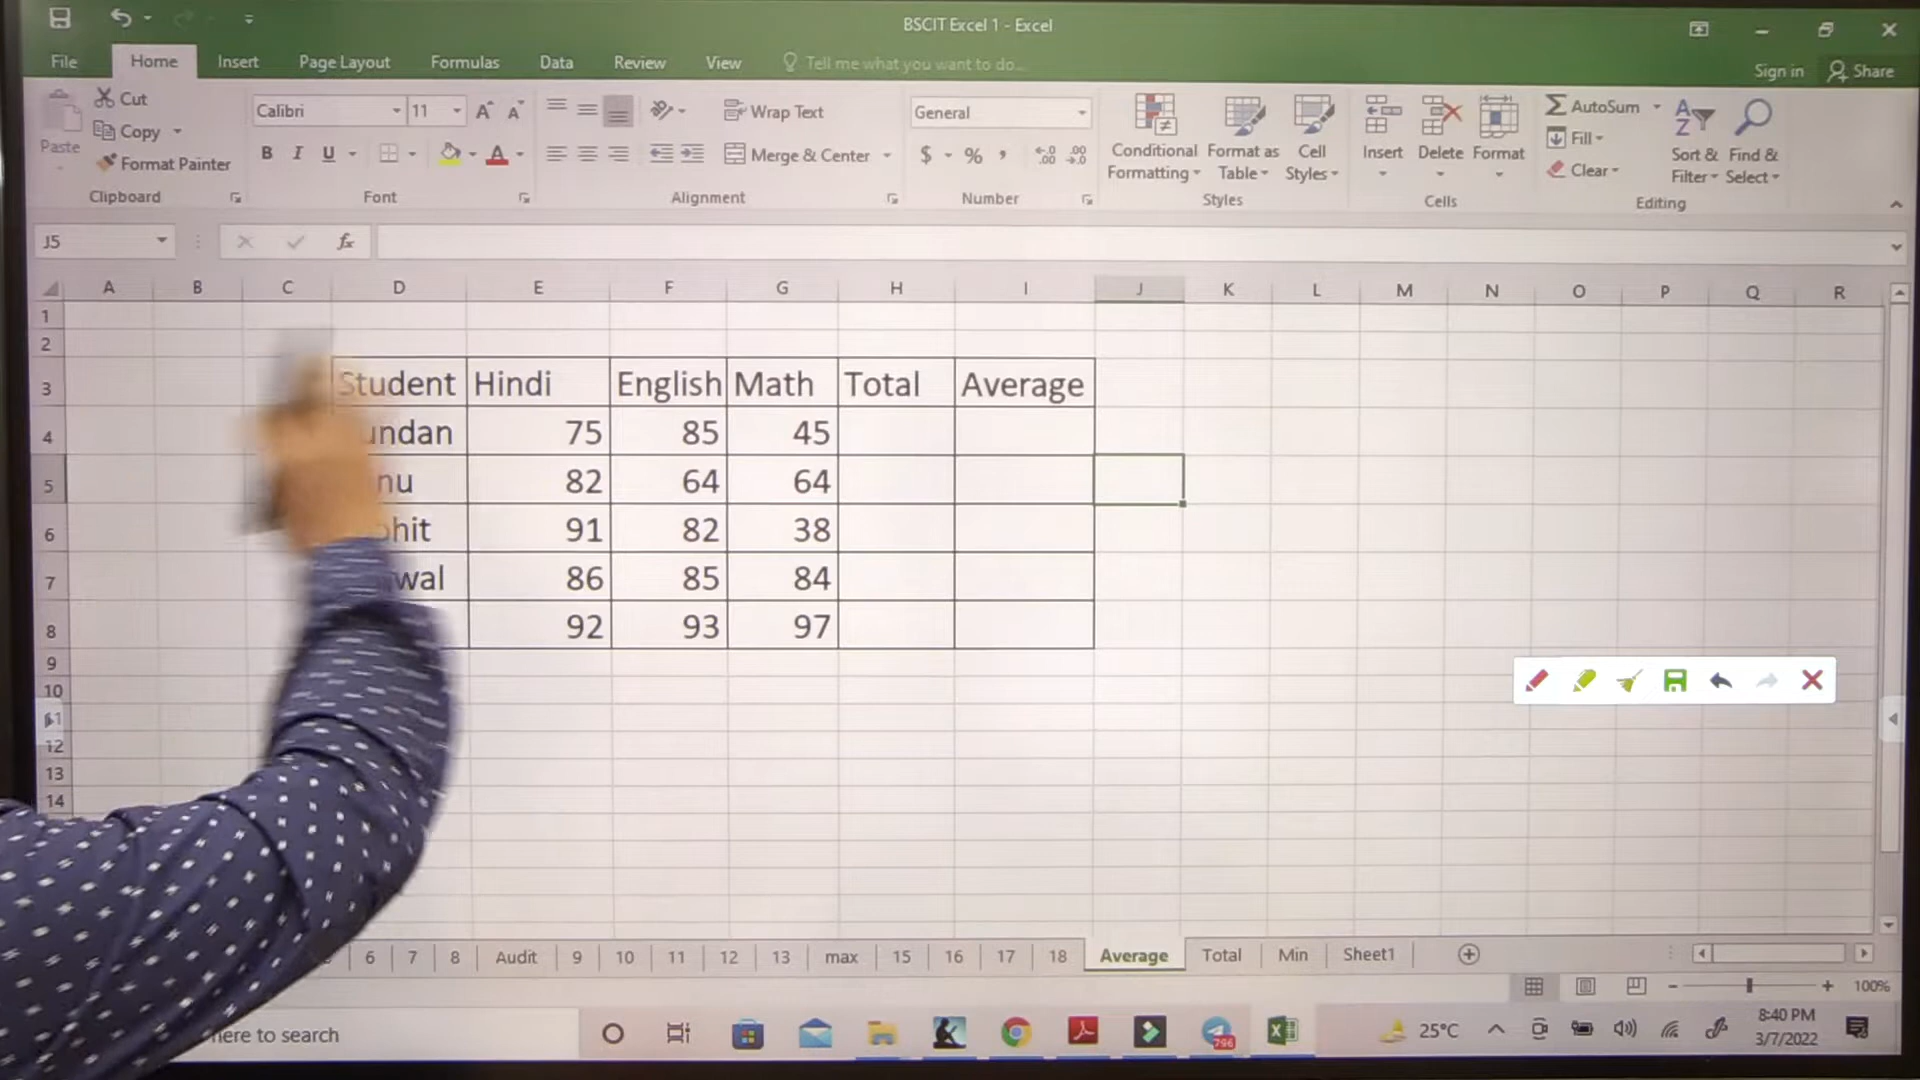 BSCIT Excel 1 - Excel
File Home Insert Page Layout Formulas Data Review View Tell me what you want to do... Sign in Share
Paste Cut Copy Format Painter Clipboard
Calibri 11 A A B I U A Font
Wrap Text Merge & Center Alignment
General $ % , Number
Conditional Formatting Format as Table Cell Styles Styles
Insert Delete Format Cells
AutoSum Fill Clear Sort & Filter Find & Select Editing
J5 fx
A B C D E F G H I J K L M N O P Q R
1
2
3 Student Hindi English Math Total Average
4 75 85 45
5 82 64 64
6 91 82 38
7 86 85 84
8 92 93 97
9
10
12
13
14
6 7 8 Audit 9 10 11 12 13 max 15 16 17 18 Average Total Min Sheet1
100%
here to search 796 25°C 8:40 PM
3/7/2022